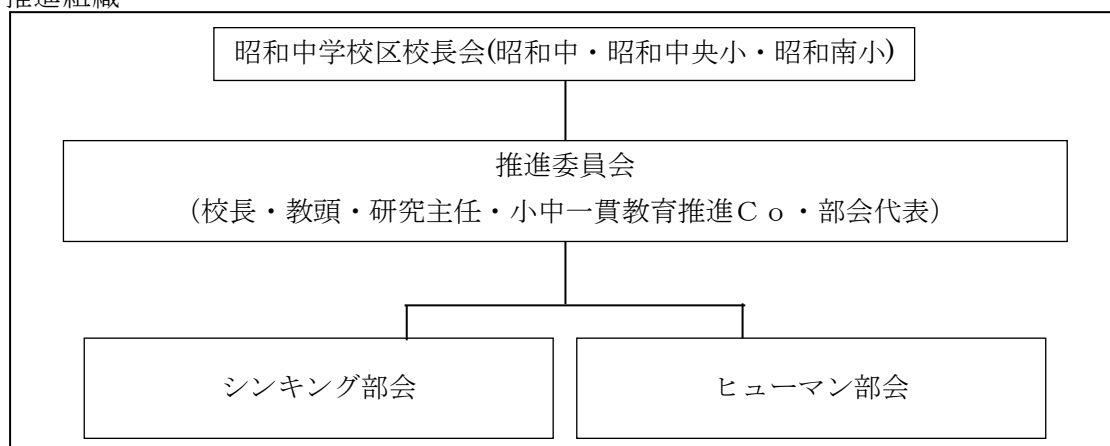 推進組織
昭和中学校区校長会(昭和中・昭和中央小・昭和南小)
推進委員会
（校長・教頭・研究主任・小中一貫教育推進Ｃｏ・部会代表）
シンキング部会
ヒューマン部会